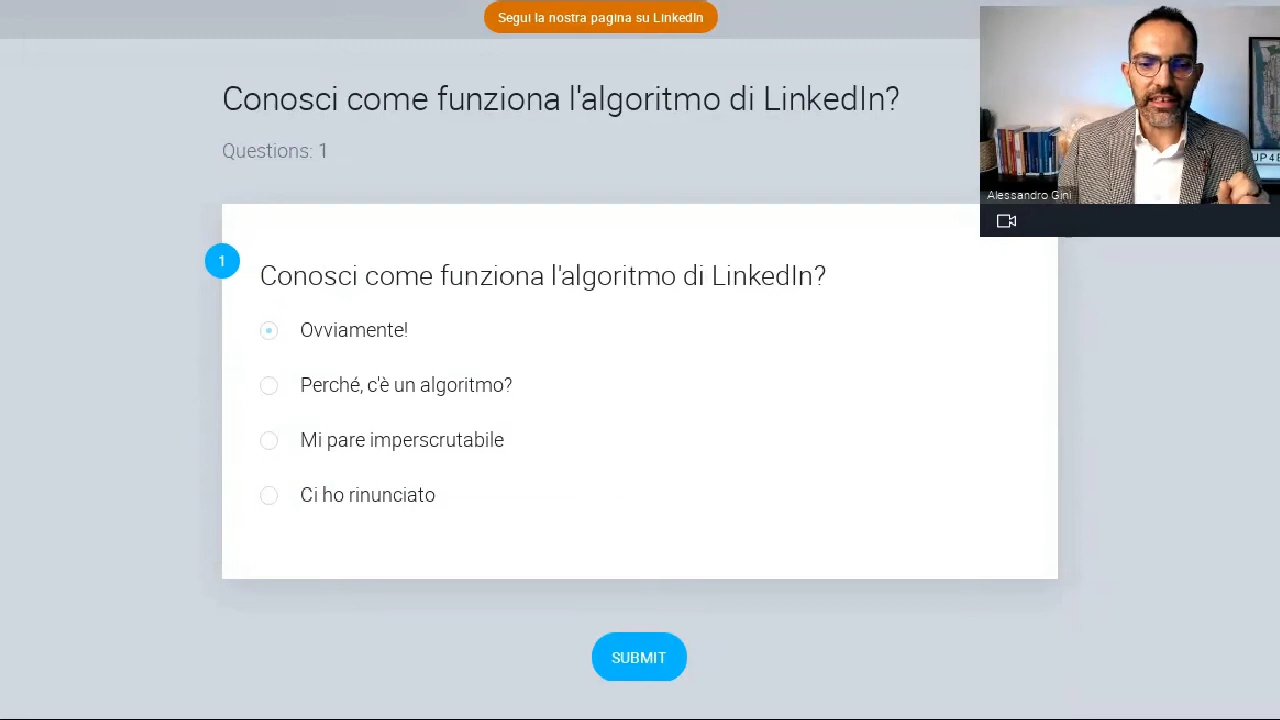 Segui la nostra pagina su LinkedIn
Conosci come funziona l'algoritmo di LinkedIn?
Questions: 1
Alessandro Gini
1
Conosci come funziona l'algoritmo di LinkedIn?
Ovviamente!
Perché, c'è un algoritmo?
Mi pare imperscrutabile
Ci ho rinunciato
SUBMIT